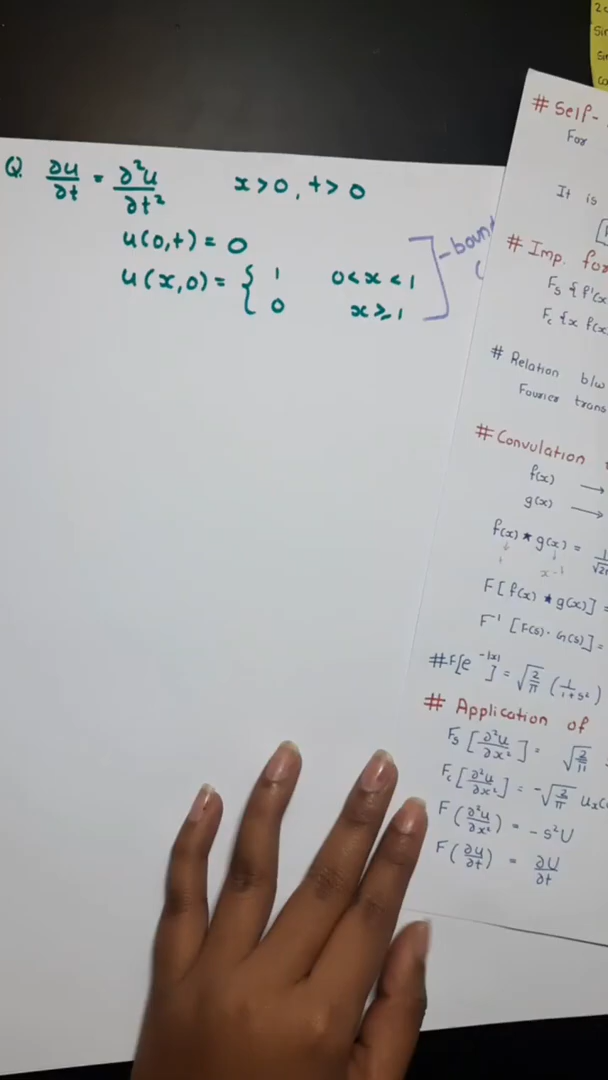 Q. ∂u/∂t = ∂²u/∂t² x>0, t>0
u(0,t) = 0
u(x,0) = { 1 0<x<1
0 x≥1
# Self-
For
It is
# Imp. for
Fs {f'(x
Fc {x f(x
# Relation b/w
Fourier trans
# Convulation
f(x) →
g(x) →
f(x) * g(x) = 1/√2π
F[f(x) * g(x)] =
F⁻¹ [F(s)·G(s)] =
# F[e^-|x|] = √(2/π) (1/(1+s²))
# Application of
Fs [∂²u/∂x²] = √(2/π)
Fc [∂²u/∂x²] = -√(2/π) ux(
F(∂²u/∂x²) = -s²U
F(∂u/∂t) = ∂U/∂t